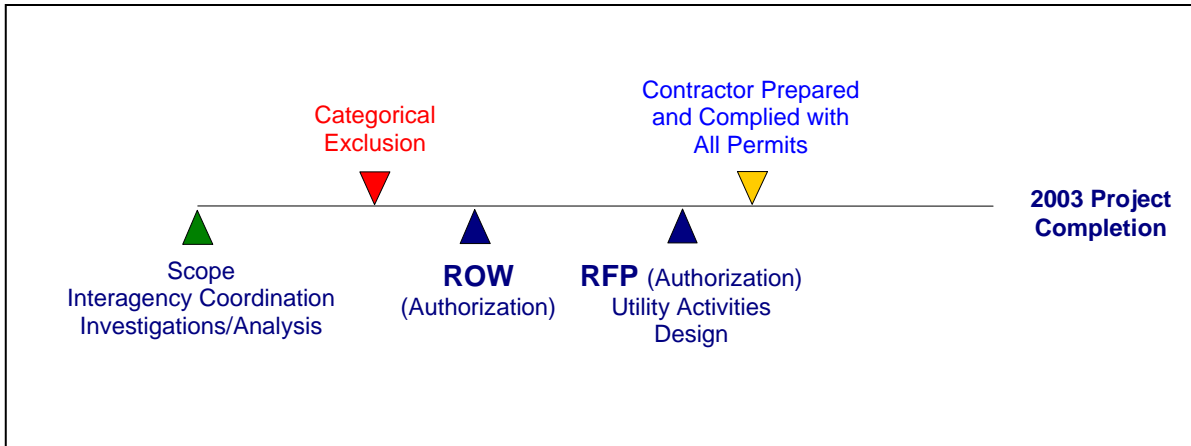 Categorical
Exclusion
Contractor Prepared
and Complied with
All Permits
2003 Project
Completion
Scope
Interagency Coordination
Investigations/Analysis
ROW
(Authorization)
RFP (Authorization)
Utility Activities
Design